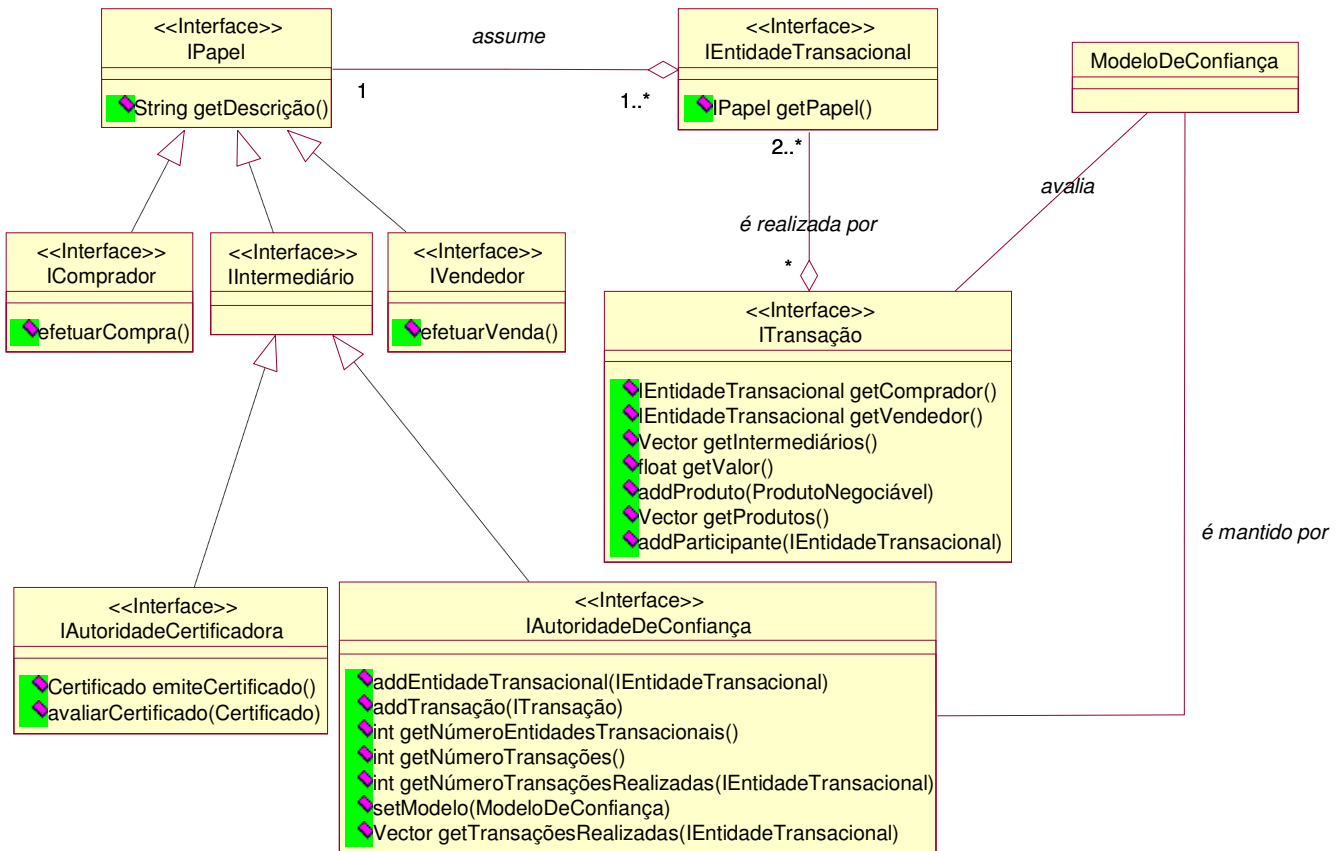 <<Interface>>
IPapel
String getDescrição()
assume
1
1..*
<<Interface>>
IEntidadeTransacional
IPapel getPapel()
ModeloDeConfiança
2..*
avalia
é realizada por
*
<<Interface>>
IComprador
efetuarCompra()
<<Interface>>
IIntermediário
<<Interface>>
IVendedor
efetuarVenda()
<<Interface>>
ITransação
IEntidadeTransacional getComprador()
IEntidadeTransacional getVendedor()
Vector getIntermediários()
float getValor()
addProduto(ProdutoNegociável)
Vector getProdutos()
addParticipante(IEntidadeTransacional)
é mantido por
<<Interface>>
IAutoridadeCertificadora
Certificado emiteCertificado()
avaliarCertificado(Certificado)
<<Interface>>
IAutoridadeDeConfiança
addEntidadeTransacional(IEntidadeTransacional)
addTransação(ITransação)
int getNúmeroEntidadesTransacionais()
int getNúmeroTransações()
int getNúmeroTransaçõesRealizadas(IEntidadeTransacional)
setModelo(ModeloDeConfiança)
Vector getTransaçõesRealizadas(IEntidadeTransacional)